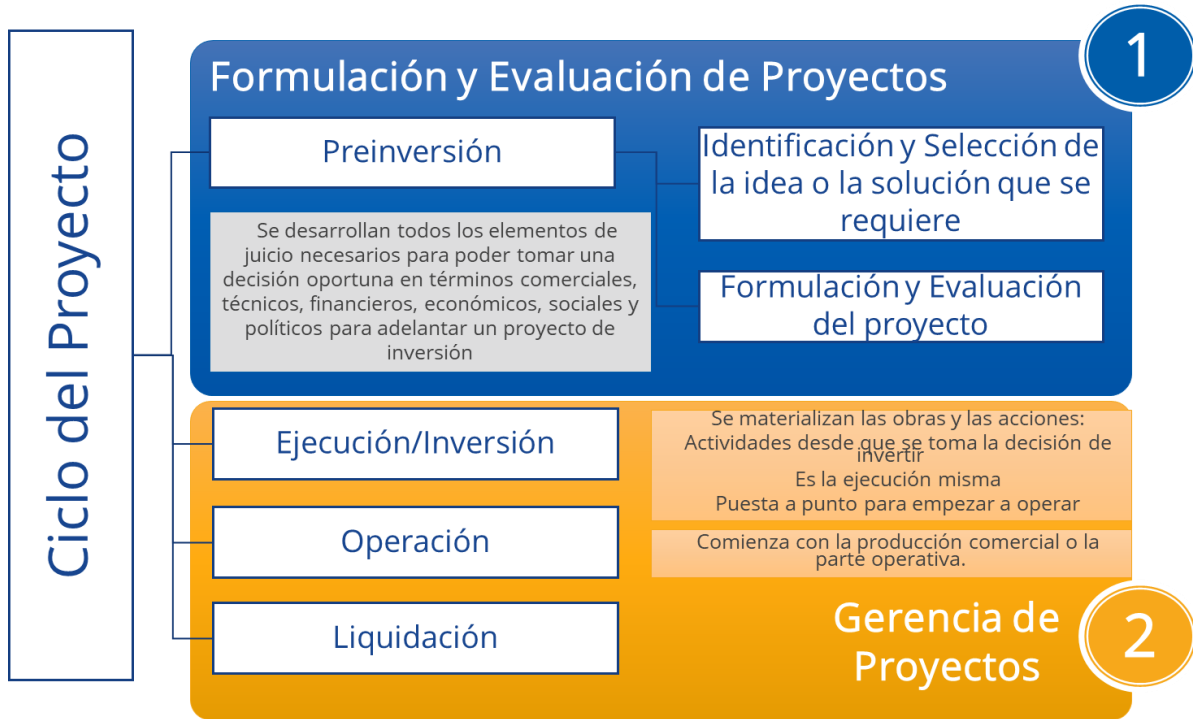 Ciclo del Proyecto
1
Formulación y Evaluación de Proyectos
Preinversión
Identificación y Selección de
la idea o la solución que se
requiere
Se desarrollan todos los elementos de
juicio necesarios para poder tomar una
decisión oportuna en términos comerciales,
técnicos, financieros, económicos, sociales y
políticos para adelantar un proyecto de
inversión
Formulación y Evaluación
del proyecto
Ejecución/Inversión
Se materializan las obras y las acciones:
Actividades desde que se toma la decisión de
invertir
Es la ejecución misma
Puesta a punto para empezar a operar
Operación
Comienza con la producción comercial o la
parte operativa.
Liquidación
Gerencia de
Proyectos
2